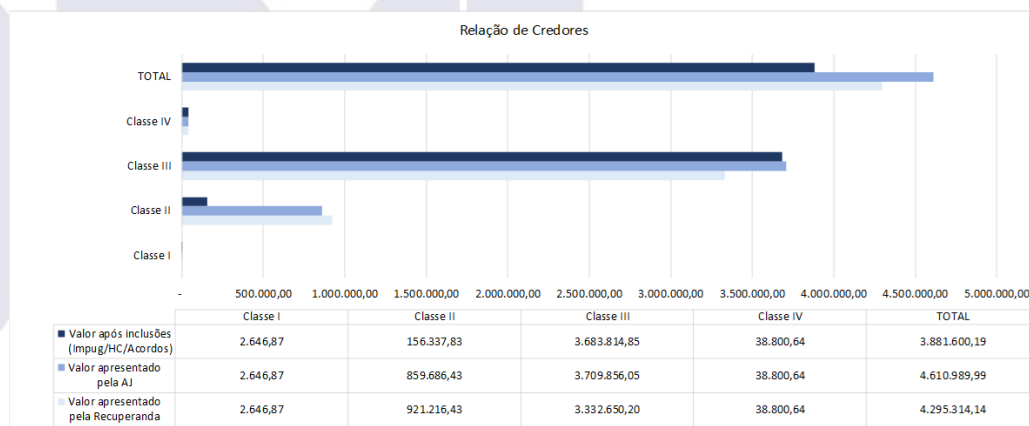 Relação de Credores
TOTAL
Classe IV
Classe III
Classe II
Classe I
- 500.000,00 1.000.000,00 1.500.000,00 2.000.000,00 2.500.000,00 3.000.000,00 3.500.000,00 4.000.000,00 4.500.000,00 5.000.000,00
Classe I Classe II Classe III Classe IV TOTAL
Valor após inclusões
(Impug/HC/Acordos) 2.646,87 156.337,83 3.683.814,85 38.800,64 3.881.600,19
Valor apresentado
pela AJ 2.646,87 859.686,43 3.709.856,05 38.800,64 4.610.989,99
Valor apresentado
pela Recuperanda 2.646,87 921.216,43 3.332.650,20 38.800,64 4.295.314,14